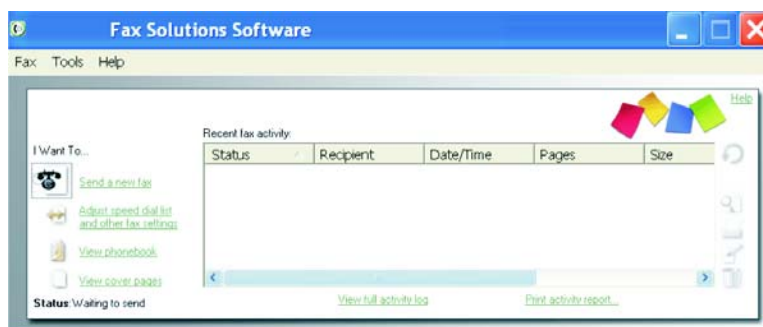 Fax Solutions Software
Fax Tools Help
Help
Recent fax activity:
I Want To...
Status Recipient Date/Time Pages Size
Send a new fax
Adjust speed dial list
and other fax settings
View phonebook
View cover pages
Status: Waiting to send
View full activity log
Print activity report...